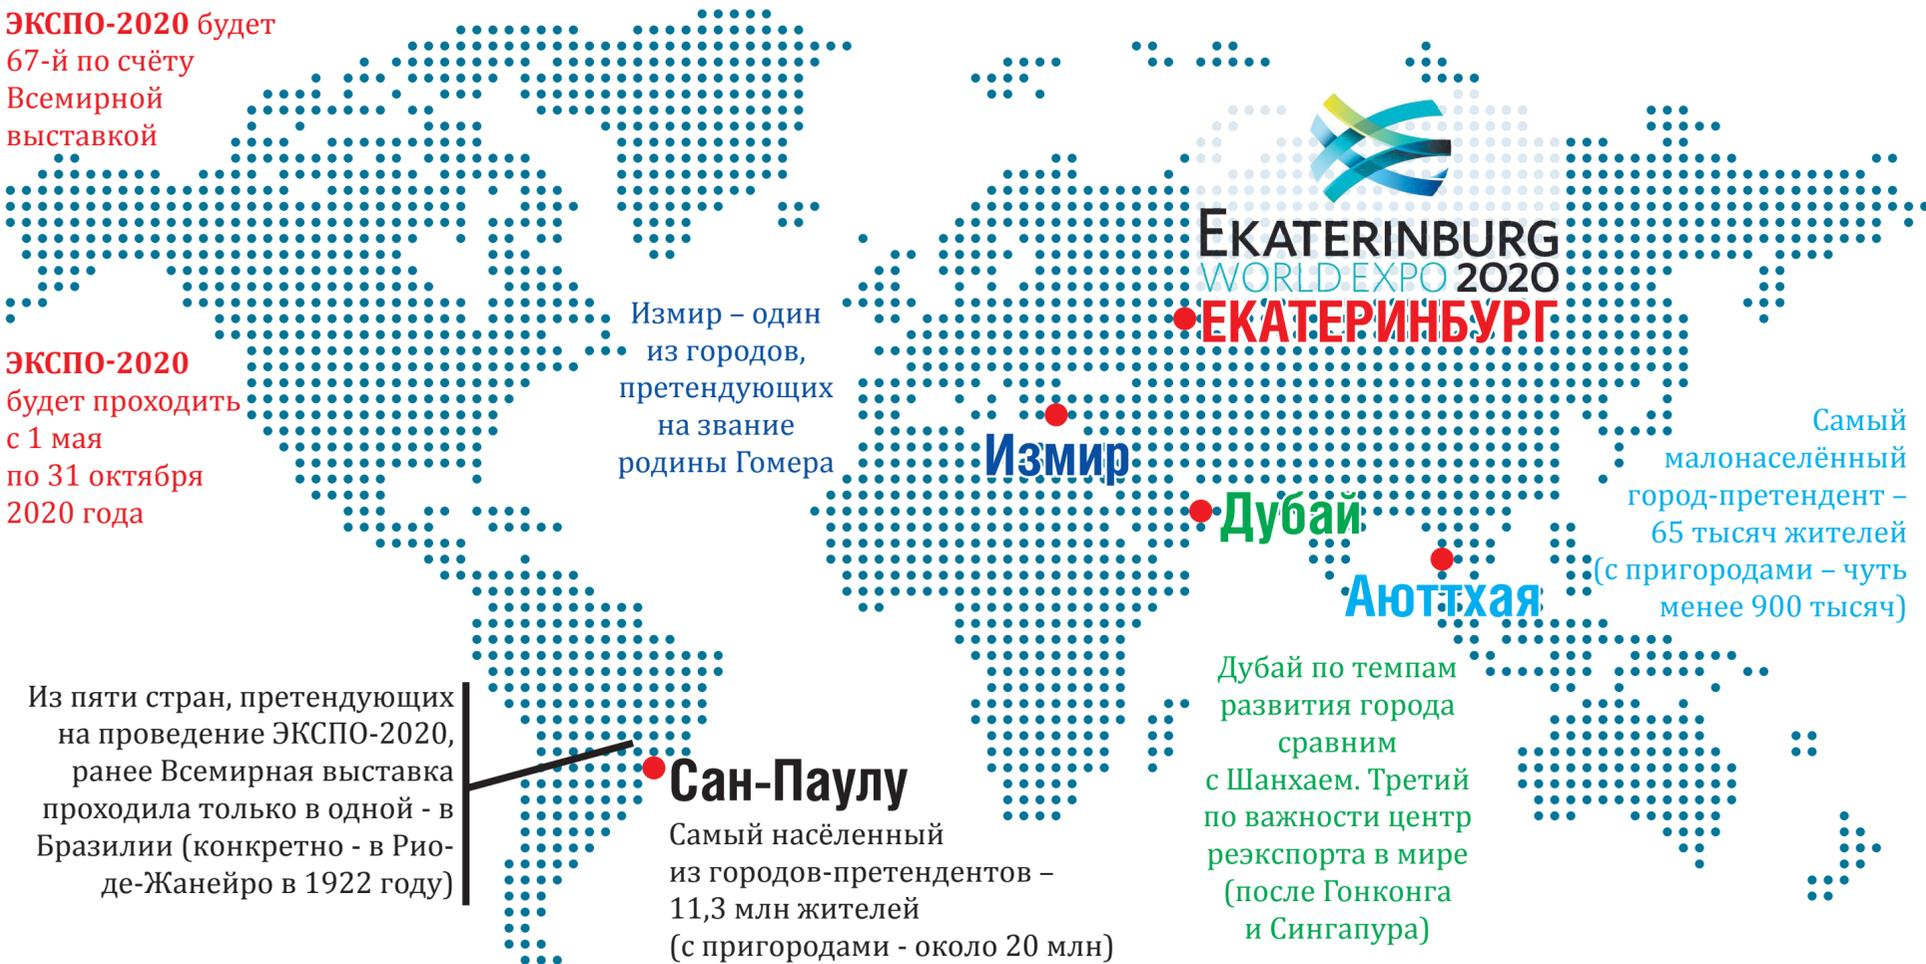 ЭКСПО-2020 будет
67-й по счёту
Всемирной
выставкой
ЭКСПО-2020
будет проходить
с 1 мая
по 31 октября
2020 года
Измир – один
из городов,
претендующих
на звание
родины Гомера
EKATERINBURG
WORLD EXPO 2020
ЕКАТЕРИНБУРГ
Измир
Дубай
Аюттхая
Самый
малонаселённый
город-претендент –
65 тысяч жителей
(с пригородами – чуть
менее 900 тысяч)
Из пяти стран, претендующих
на проведение ЭКСПО-2020,
ранее Всемирная выставка
проходила только в одной - в
Бразилии (конкретно - в Рио-
де-Жанейро в 1922 году)
Сан-Паулу
Самый насёленный
из городов-претендентов –
11,3 млн жителей
(с пригородами - около 20 млн)
Дубай по темпам
развития города
сравним
с Шанхаем. Третий
по важности центр
реэкспорта в мире
(после Гонконга
и Сингапура)